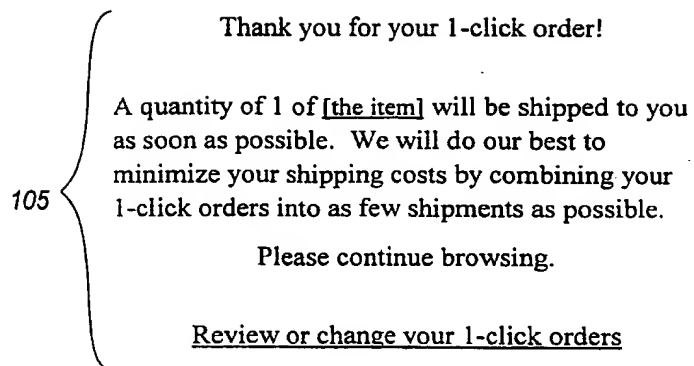 Thank you for your 1-click order!
A quantity of 1 of [the item] will be shipped to you
as soon as possible. We will do our best to
minimize your shipping costs by combining your
105
1-click orders into as few shipments as possible.
Please continue browsing.
Review or change your 1-click orders